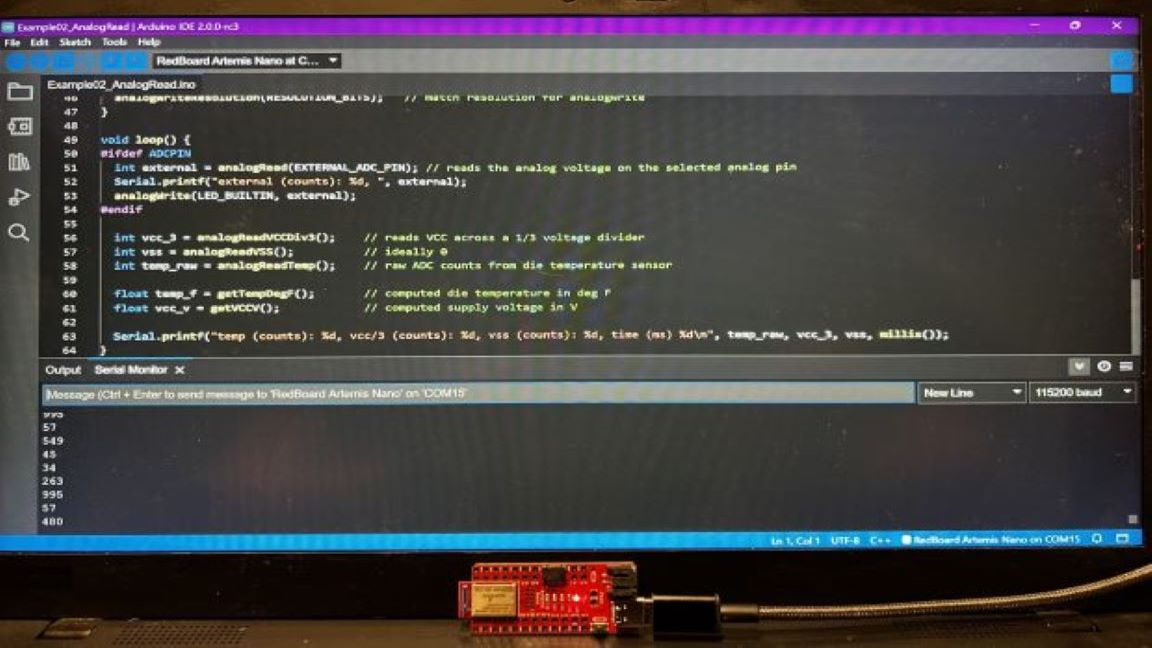 Example02_AnalogRead | Arduino IDE 2.0.0-rc3
File Edit Sketch Tools Help
RedBoard Artemis Nano at C...
Example02_AnalogRead.ino
46 analogWriteResolution(RESOLUTION_BITS); // match resolution for analogWrite
47 }
48
49 void loop() {
50 #ifdef ADCPIN
51 int external = analogRead(EXTERNAL_ADC_PIN); // reads the analog voltage on the selected analog pin
52 Serial.printf("external (counts): %d, ", external);
53 analogWrite(LED_BUILTIN, external);
54 #endif
55
56 int vcc_3 = analogReadVCCDiv3(); // reads VCC across a 1/3 voltage divider
57 int vss = analogReadVSS(); // ideally 0
58 int temp_raw = analogReadTemp(); // raw ADC counts from die temperature sensor
59
60 float temp_f = getTempDegF(); // computed die temperature in deg F
61 float vcc_v = getVCCV(); // computed supply voltage in V
62
63 Serial.printf("temp (counts): %d, vcc/3 (counts): %d, vss (counts): %d, time (ms) %d\n", temp_raw, vcc_3, vss, millis());
64 }
Output Serial Monitor
Message (Ctrl + Enter to send message to 'RedBoard Artemis Nano' on 'COM15'
New Line 115200 baud
995
57
549
45
34
263
995
57
480
Ln 1, Col 1 UTF-8 C++ RedBoard Artemis Nano on COM15